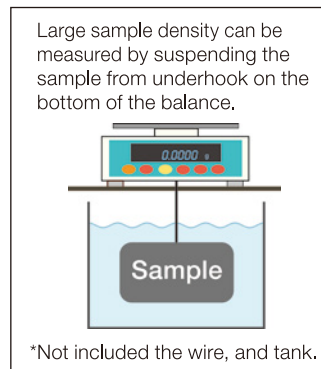 Large sample density can be
measured by suspending the
sample from underhook on the
bottom of the balance.
0.0000 g
Sample
*Not included the wire, and tank.